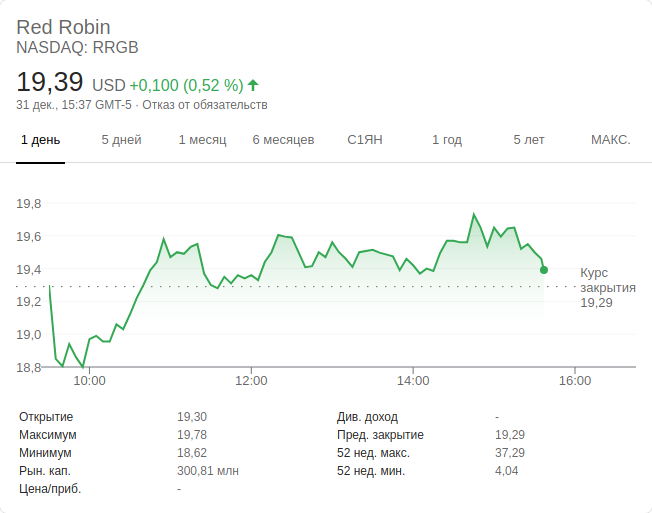 Red Robin
NASDAQ: RRGB
19,39 USD +0,100 (0,52 %)
31 дек., 15:37 GMT-5 · Отказ от обязательств
1 день 5 дней 1 месяц 6 месяцев С1ЯН 1 год 5 лет МАКС.
19,8
19,6
19,4
19,2
19,0
18,8
Курс
закрытия
19,29
10:00 12:00 14:00 16:00
Открытие 19,30 Див. доход -
Максимум 19,78 Пред. закрытие 19,29
Минимум 18,62 52 нед. макс. 37,29
Рын. кап. 300,81 млн 52 нед. мин. 4,04
Цена/приб. -